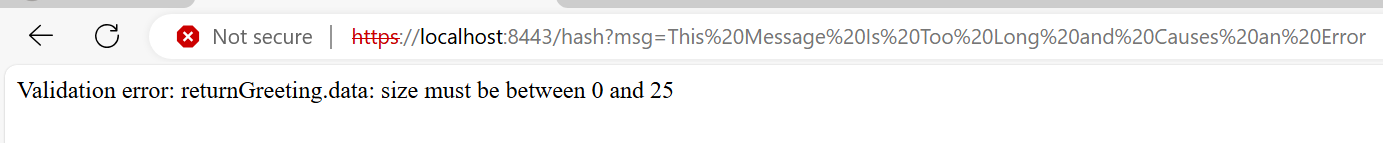 Not secure | https://localhost:8443/hash?msg=This%20Message%20Is%20Too%20Long%20and%20Causes%20an%20Error
Validation error: returnGreeting.data: size must be between 0 and 25